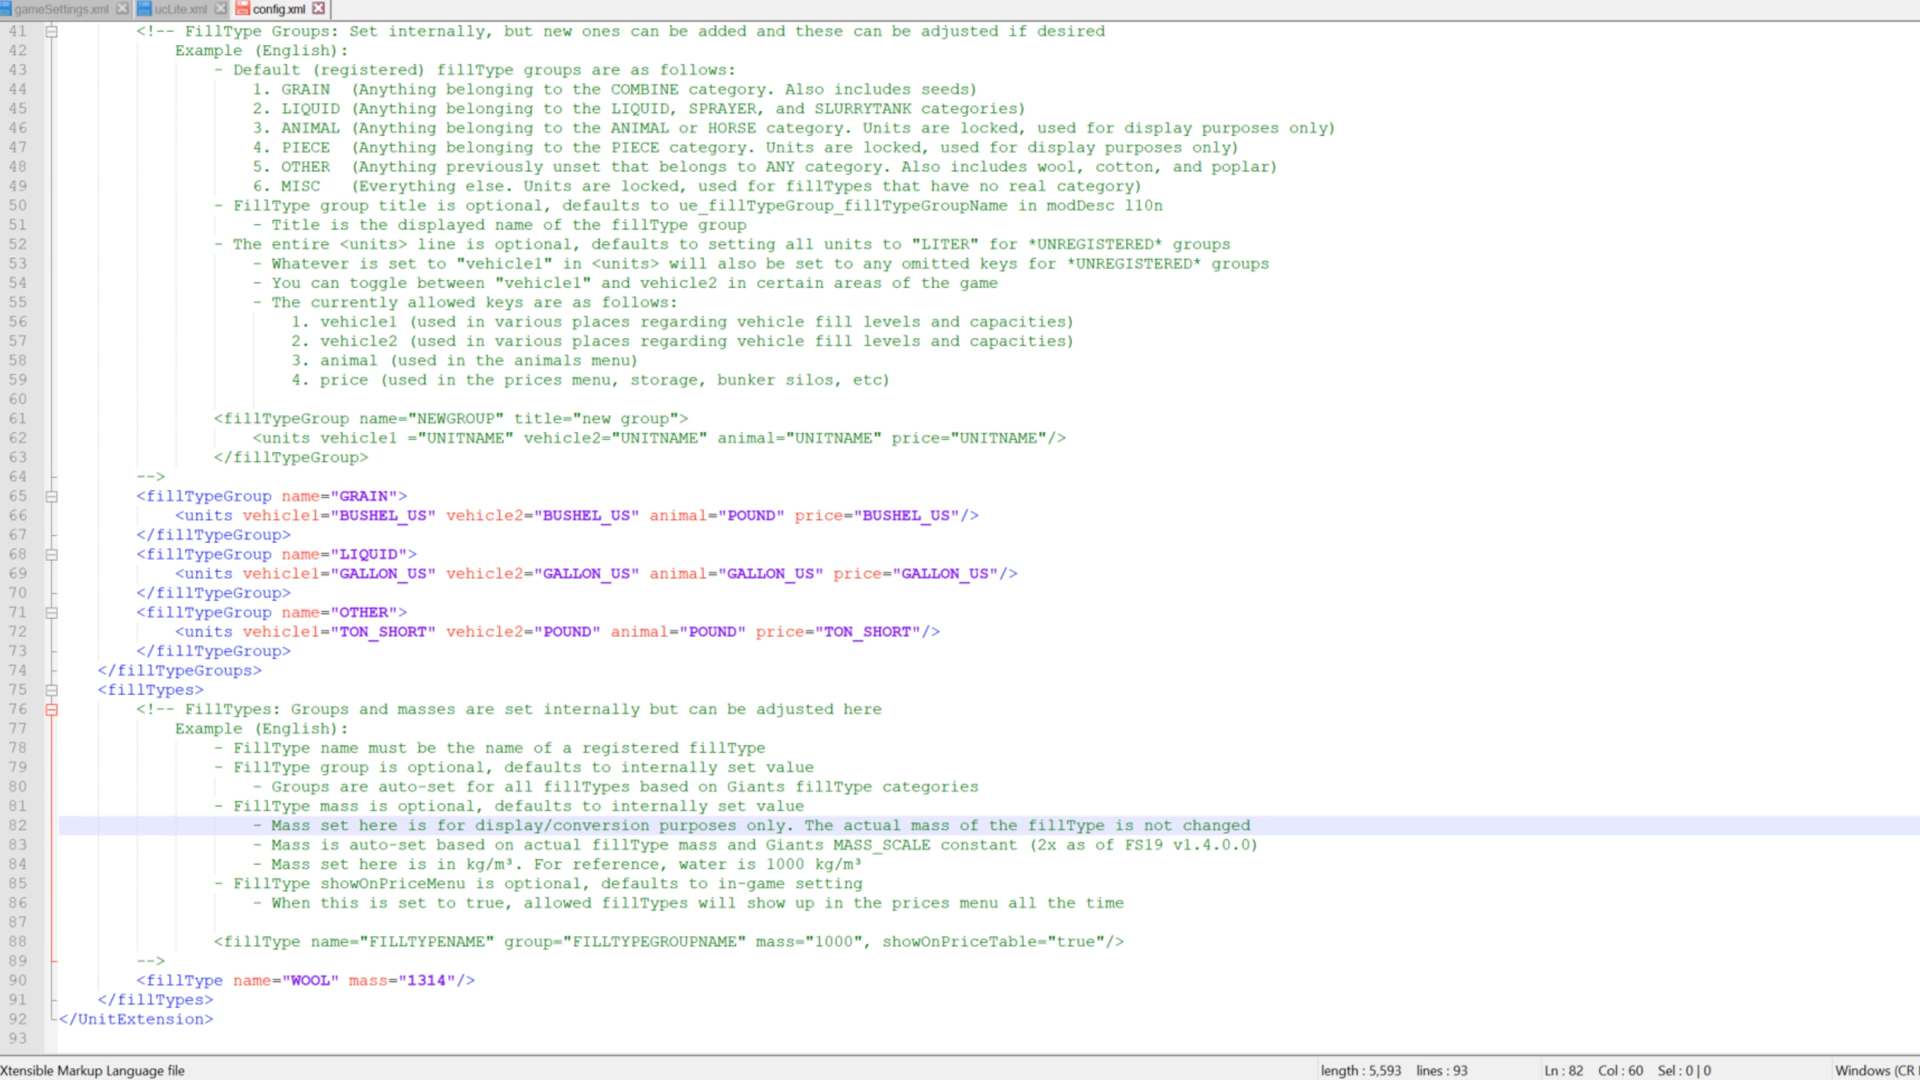 gameSettings.xml ucLite.xml config.xml
41 <!-- FillType Groups: Set internally, but new ones can be added and these can be adjusted if desired
42 Example (English):
43 - Default (registered) fillType groups are as follows:
44 1. GRAIN (Anything belonging to the COMBINE category. Also includes seeds)
45 2. LIQUID (Anything belonging to the LIQUID, SPRAYER, and SLURRYTANK categories)
46 3. ANIMAL (Anything belonging to the ANIMAL or HORSE category. Units are locked, used for display purposes only)
47 4. PIECE (Anything belonging to the PIECE category. Units are locked, used for display purposes only)
48 5. OTHER (Anything previously unset that belongs to ANY category. Also includes wool, cotton, and poplar)
49 6. MISC (Everything else. Units are locked, used for fillTypes that have no real category)
50 - FillType group title is optional, defaults to ue_fillTypeGroup_fillTypeGroupName in modDesc l10n
51 - Title is the displayed name of the fillType group
52 - The entire <units> line is optional, defaults to setting all units to "LITER" for *UNREGISTERED* groups
53 - Whatever is set to "vehicle1" in <units> will also be set to any omitted keys for *UNREGISTERED* groups
54 - You can toggle between "vehicle1" and vehicle2 in certain areas of the game
55 - The currently allowed keys are as follows:
56 1. vehicle1 (used in various places regarding vehicle fill levels and capacities)
57 2. vehicle2 (used in various places regarding vehicle fill levels and capacities)
58 3. animal (used in the animals menu)
59 4. price (used in the prices menu, storage, bunker silos, etc)
60
61 <fillTypeGroup name="NEWGROUP" title="new group">
62 <units vehicle1 ="UNITNAME" vehicle2="UNITNAME" animal="UNITNAME" price="UNITNAME"/>
63 </fillTypeGroup>
64 -->
65 <fillTypeGroup name="GRAIN">
66 <units vehicle1="BUSHEL_US" vehicle2="BUSHEL_US" animal="POUND" price="BUSHEL_US"/>
67 </fillTypeGroup>
68 <fillTypeGroup name="LIQUID">
69 <units vehicle1="GALLON_US" vehicle2="GALLON_US" animal="GALLON_US" price="GALLON_US"/>
70 </fillTypeGroup>
71 <fillTypeGroup name="OTHER">
72 <units vehicle1="TON_SHORT" vehicle2="POUND" animal="POUND" price="TON_SHORT"/>
73 </fillTypeGroup>
74 </fillTypeGroups>
75 <fillTypes>
76 <!-- FillTypes: Groups and masses are set internally but can be adjusted here
77 Example (English):
78 - FillType name must be the name of a registered fillType
79 - FillType group is optional, defaults to internally set value
80 - Groups are auto-set for all fillTypes based on Giants fillType categories
81 - FillType mass is optional, defaults to internally set value
82 - Mass set here is for display/conversion purposes only. The actual mass of the fillType is not changed
83 - Mass is auto-set based on actual fillType mass and Giants MASS_SCALE constant (2x as of FS19 v1.4.0.0)
84 - Mass set here is in kg/m³. For reference, water is 1000 kg/m³
85 - FillType showOnPriceMenu is optional, defaults to in-game setting
86 - When this is set to true, allowed fillTypes will show up in the prices menu all the time
87
88 <fillType name="FILLTYPENAME" group="FILLTYPEGROUPNAME" mass="1000", showOnPriceTable="true"/>
89 -->
90 <fillType name="WOOL" mass="1314"/>
91 </fillTypes>
92 </UnitExtension>
93
Xtensible Markup Language file length : 5,593 lines : 93 Ln : 82 Col : 60 Sel : 0 | 0 Windows (CR